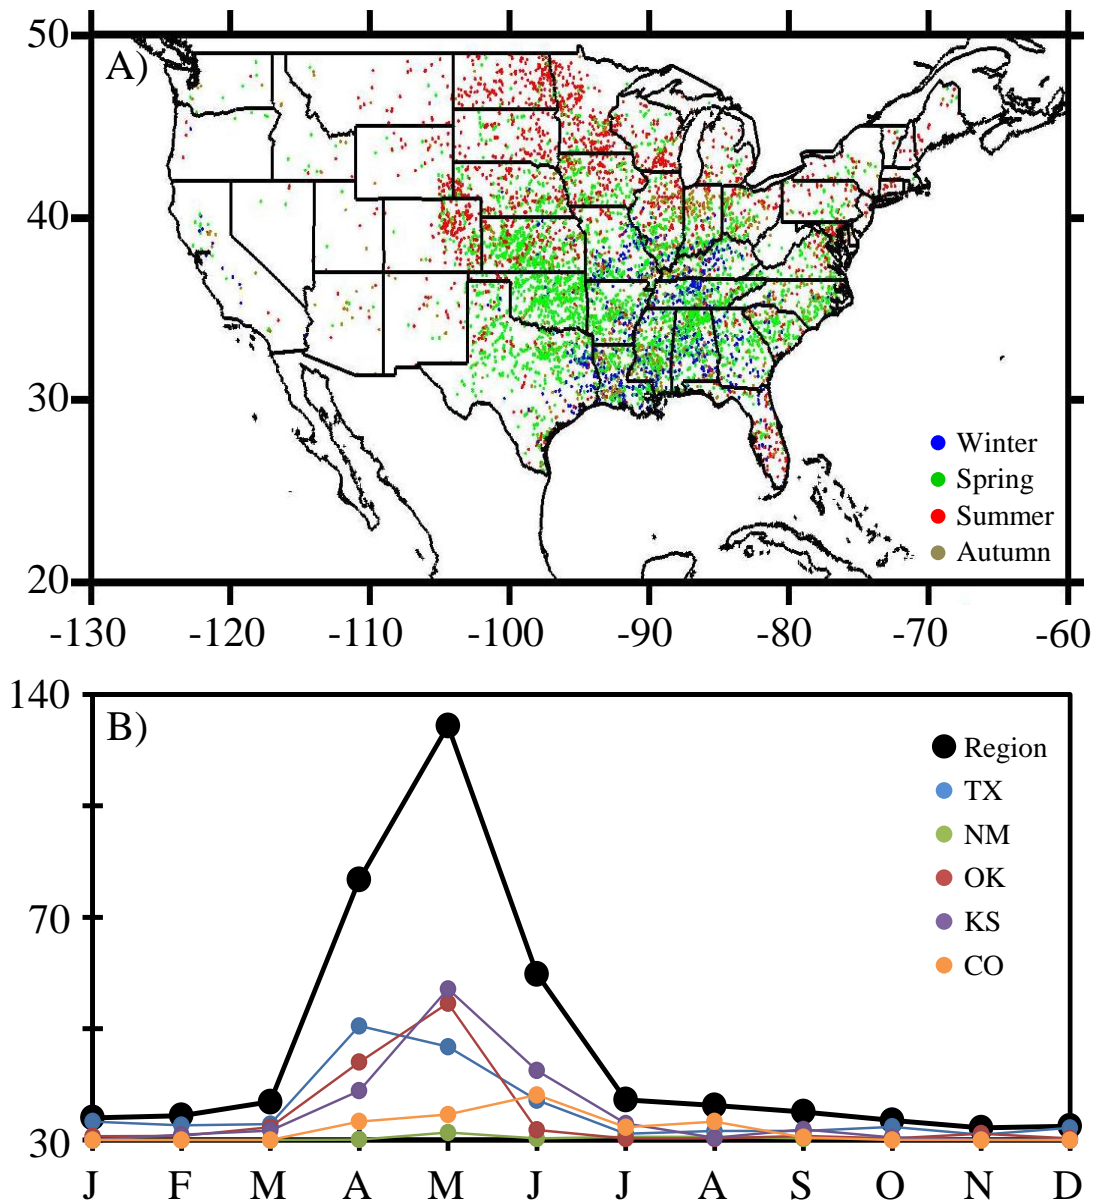 50
A)
40
30
20
Winter
Spring
Summer
Autumn
-130 -120 -110 -100 -90 -80 -70 -60
140
B)
70
30
Region
TX
NM
OK
KS
CO
J F M A M J J A S O N D